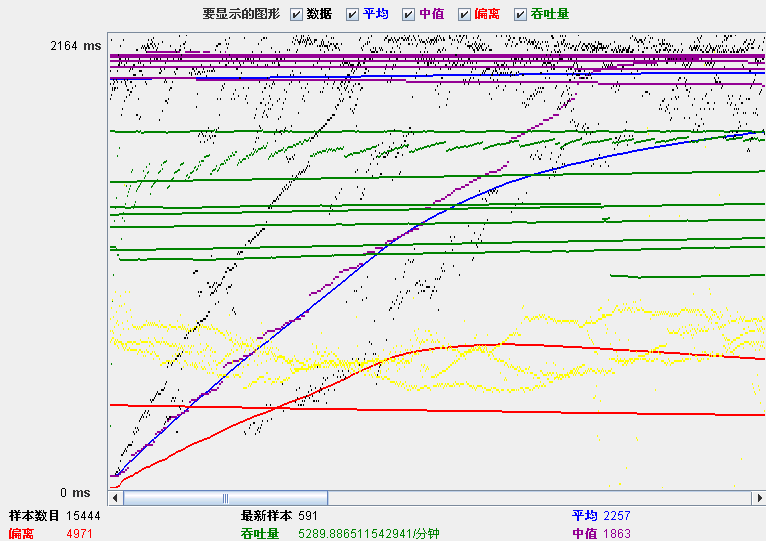 要显示的图形 数据 平均 中值 偏离 吞吐量
2164 ms
0 ms
样本数目 15444 最新样本 591 平均 2257
偏离 4971 吞吐量 5289.886511542941/分钟 中值 1863